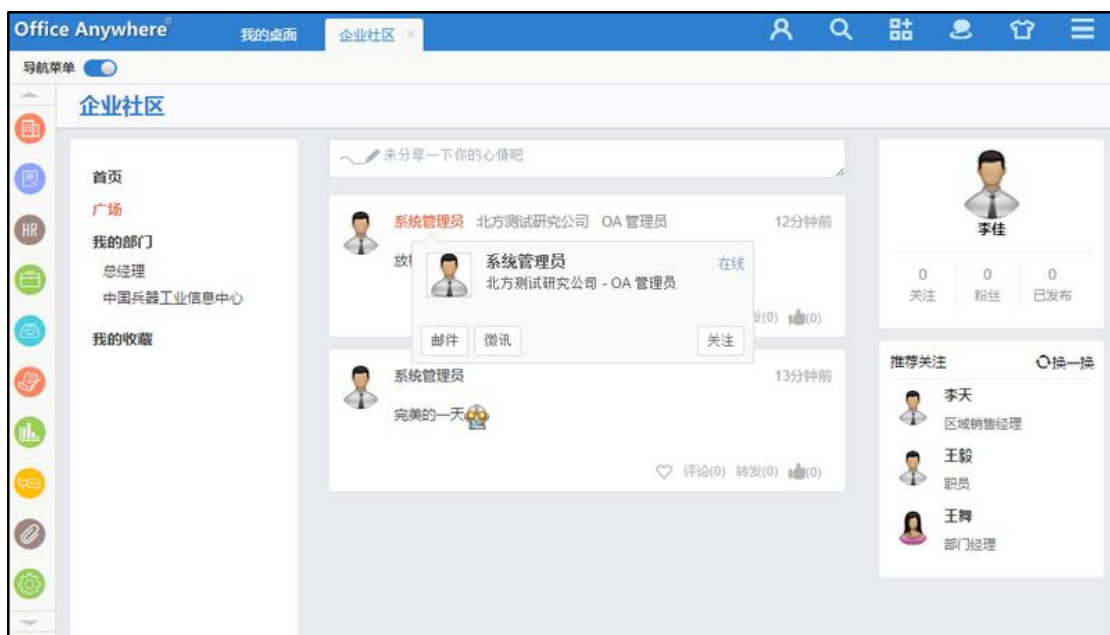 Office Anywhere®
我的桌面
企业社区 ×
导航菜单
企业社区
首页
广场
我的部门
总经理
中国兵器工业信息中心
我的收藏
来分享一下你的心情吧
系统管理员 北方测试研究公司 OA 管理员 12分钟前
系统管理员 在线
北方测试研究公司 - OA 管理员
邮件 微讯 关注
(0) (0)
系统管理员 13分钟前
完美的一天
评论(0) 转发(0) (0)
李佳
0 0 0
关注 粉丝 已发布
推荐关注 换一换
李天
区域销售经理
王毅
职员
王舞
部门经理
HR